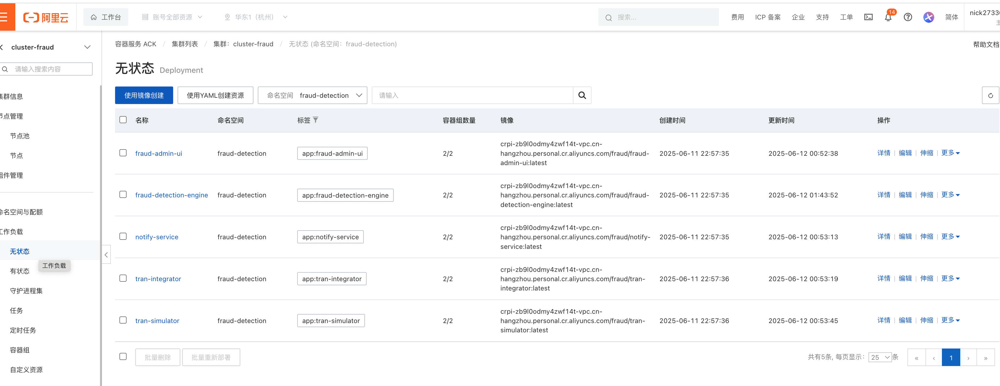 阿里云
工作台
账号全部资源
华东1（杭州）
搜索...
费用
ICP 备案
企业
支持
工单
14
简体
cluster-fraud
请输入搜索内容
集群信息
节点管理
节点池
节点
组件管理
命名空间与配额
工作负载
无状态
工作负载
有状态
守护进程集
任务
定时任务
容器组
自定义资源
容器服务 ACK / 集群列表 / 集群：cluster-fraud / 无状态 (命名空间：fraud-detection)
帮助文档
无状态 Deployment
使用镜像创建
使用YAML创建资源
命名空间 fraud-detection
请输入
名称 命名空间 标签 容器组数量 镜像 创建时间 更新时间 操作
fraud-admin-ui fraud-detection app:fraud-admin-ui 2/2
crpi-zb9l0odmy4zwf14t-vpc.cn-
hangzhou.personal.cr.aliyuncs.com/fraud/fraud-
admin-ui:latest
2025-06-11 22:57:35 2025-06-12 00:52:38 详情 | 编辑 | 伸缩 | 更多
fraud-detection-engine fraud-detection app:fraud-detection-engine 2/2
crpi-zb9l0odmy4zwf14t-vpc.cn-
hangzhou.personal.cr.aliyuncs.com/fraud/fraud-
detection-engine:latest
2025-06-11 22:57:35 2025-06-12 01:43:52 详情 | 编辑 | 伸缩 | 更多
notify-service fraud-detection app:notify-service 2/2
crpi-zb9l0odmy4zwf14t-vpc.cn-
hangzhou.personal.cr.aliyuncs.com/fraud/notify-
service:latest
2025-06-11 22:57:35 2025-06-12 00:53:13 详情 | 编辑 | 伸缩 | 更多
tran-integrator fraud-detection app:tran-integrator 2/2
crpi-zb9l0odmy4zwf14t-vpc.cn-
hangzhou.personal.cr.aliyuncs.com/fraud/tran-
integrator:latest
2025-06-11 22:57:36 2025-06-12 00:53:19 详情 | 编辑 | 伸缩 | 更多
tran-simulator fraud-detection app:tran-simulator 2/2
crpi-zb9l0odmy4zwf14t-vpc.cn-
hangzhou.personal.cr.aliyuncs.com/fraud/tran-
simulator:latest
2025-06-11 22:57:36 2025-06-12 00:53:45 详情 | 编辑 | 伸缩 | 更多
批量删除
批量重新部署
共有5条, 每页显示： 25 条
« ‹ 1 › »